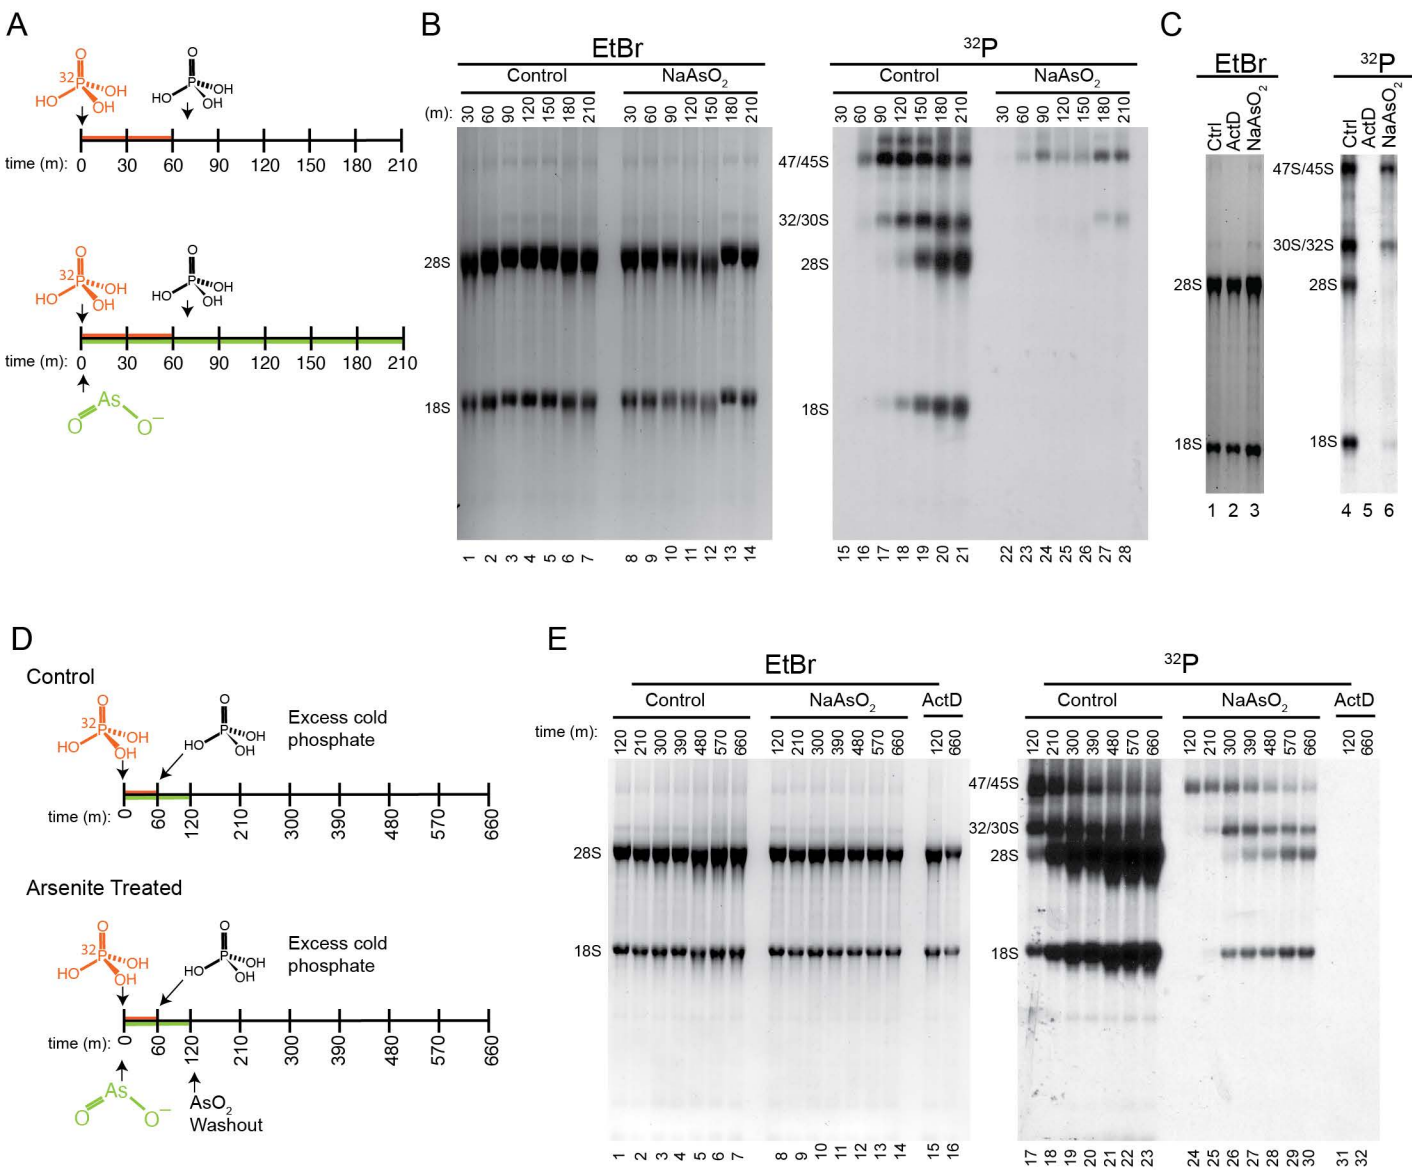 A
O
32
P
OH
HO
OH
O
P
OH
HO
OH
time (m): 0 30 60 90 120 150 180 210
O
32
P
OH
HO
OH
O
P
OH
HO
OH
time (m): 0 30 60 90 120 150 180 210
As
O
O−
B
EtBr
32P
Control NaAsO2 Control NaAsO2
(m): 30 60 90 120 150 180 210 30 60 90 120 150 180 210 30 60 90 120 150 180 210 30 60 90 120 150 180 210
47/45S
32/30S
28S 28S
18S 18S
1 2 3 4 5 6 7 8 9 10 11 12 13 14 15 16 17 18 19 20 21 22 23 24 25 26 27 28
C
EtBr 32P
Ctrl ActD NaAsO2 Ctrl ActD NaAsO2
47S/45S
30S/32S
28S 28S
18S 18S
1 2 3 4 5 6
D
Control
O
32
P
OH
HO
OH
O
P
OH
HO
OH
Excess cold
phosphate
time (m): 0 60 120 210 300 390 480 570 660
Arsenite Treated
O
32
P
OH
HO
OH
O
P
OH
HO
OH
Excess cold
phosphate
time (m): 0 60 120 210 300 390 480 570 660
As
O
O−
AsO2
Washout
E
EtBr 32P
Control NaAsO2 ActD Control NaAsO2 ActD
time (m): 120 210 300 390 480 570 660 120 210 300 390 480 570 660 120 660 120 210 300 390 480 570 660 120 210 300 390 480 570 660 120 660
47/45S
32/30S
28S 28S
18S 18S
1 2 3 4 5 6 7 8 9 10 11 12 13 14 15 16 17 18 19 20 21 22 23 24 25 26 27 28 29 30 31 32